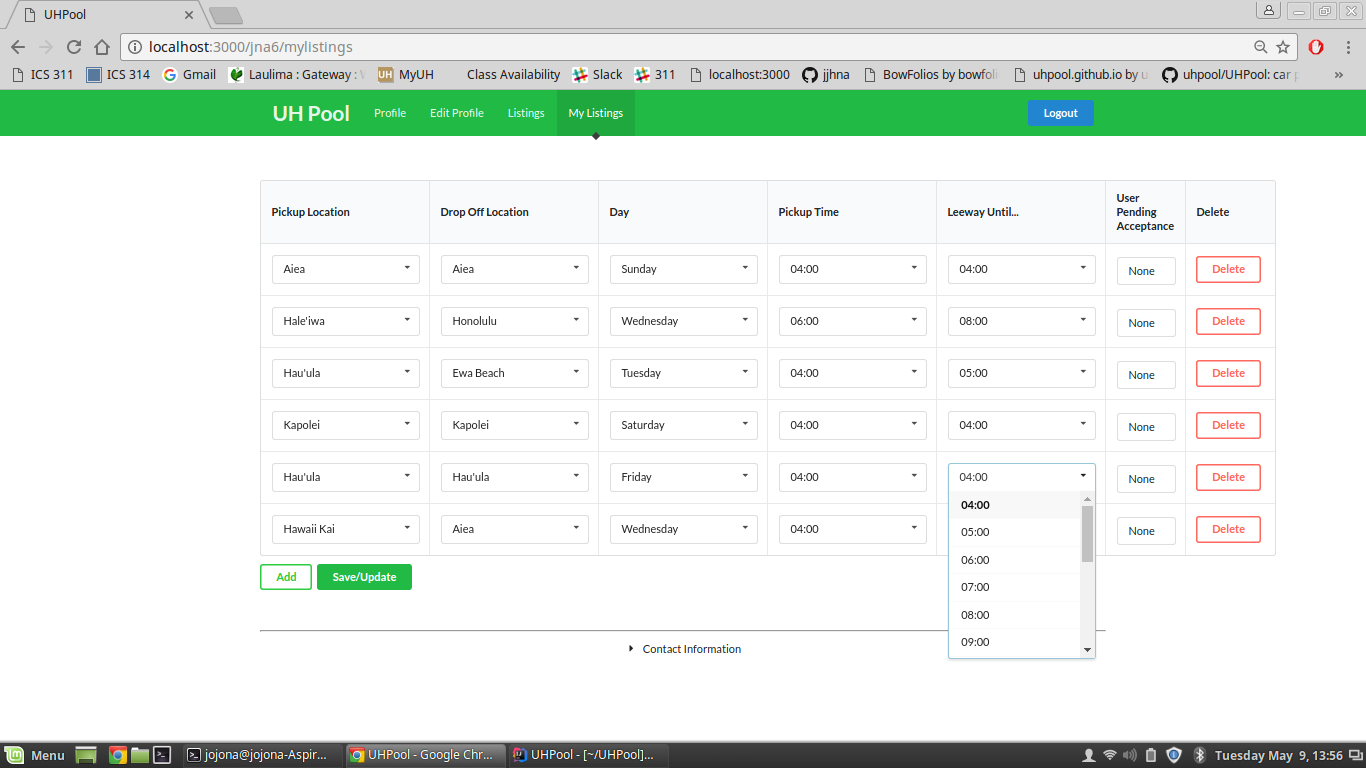 UHPool
localhost:3000/jna6/mylistings
ICS 311 ICS 314 Gmail Laulima : Gateway : MyUH Class Availability Slack 311 localhost:3000 jjhna BowFolios by bowfoli uhpool.github.io by u uhpool/UHPool: car p »
UH Pool Profile Edit Profile Listings My Listings Logout
Pickup Location Drop Off Location Day Pickup Time Leeway Until... User Pending Acceptance Delete
Aiea Aiea Sunday 04:00 04:00 None Delete
Hale'iwa Honolulu Wednesday 06:00 08:00 None Delete
Hau'ula Ewa Beach Tuesday 04:00 05:00 None Delete
Kapolei Kapolei Saturday 04:00 04:00 None Delete
Hau'ula Hau'ula Friday 04:00 04:00 None Delete
04:00
Hawaii Kai Aiea Wednesday 04:00 05:00 None Delete
06:00
Add Save/Update 07:00
08:00
09:00
Contact Information
Menu jojona@jojona-Aspir... UHPool - Google Chr... UHPool - [~/UHPool]... Tuesday May 9, 13:56